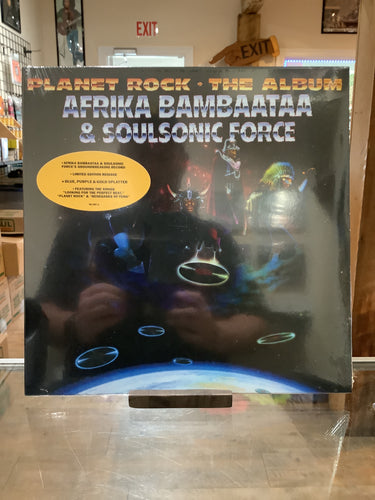 EXIT
EXIT
PLANET ROCK · THE ALBUM
AFRIKA BAMBAATAA
& SOULSONIC FORCE
• AFRIKA BAMBAATAA & SOULSONIC
FORCE'S GROUNDBREAKING RECORD
• LIMITED EDITION REISSUE
• BLUE, PURPLE & GOLD SPLATTER
• FEATURING THE SONGS
"LOOKING FOR THE PERFECT BEAT,"
"PLANET ROCK" & "RENEGADES OF FUNK"